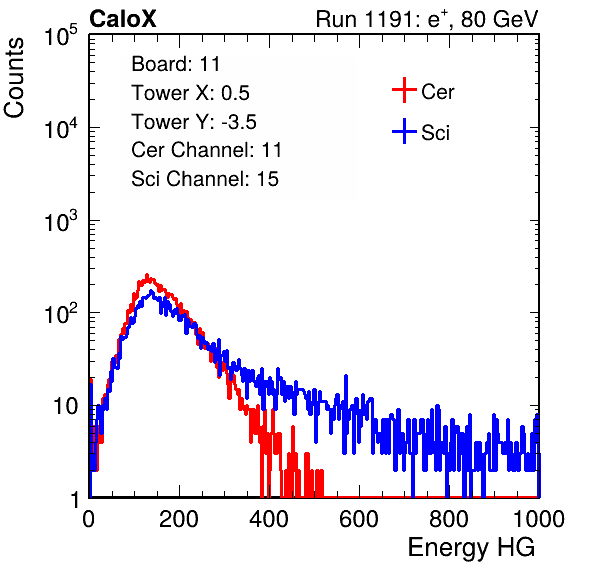 CaloX Run 1191: e⁺, 80 GeV
Counts
10⁵
10⁴
10³
10²
10
1
Board: 11
Tower X: 0.5
Tower Y: -3.5
Cer Channel: 11
Sci Channel: 15
Cer
Sci
0 200 400 600 800 1000
Energy HG